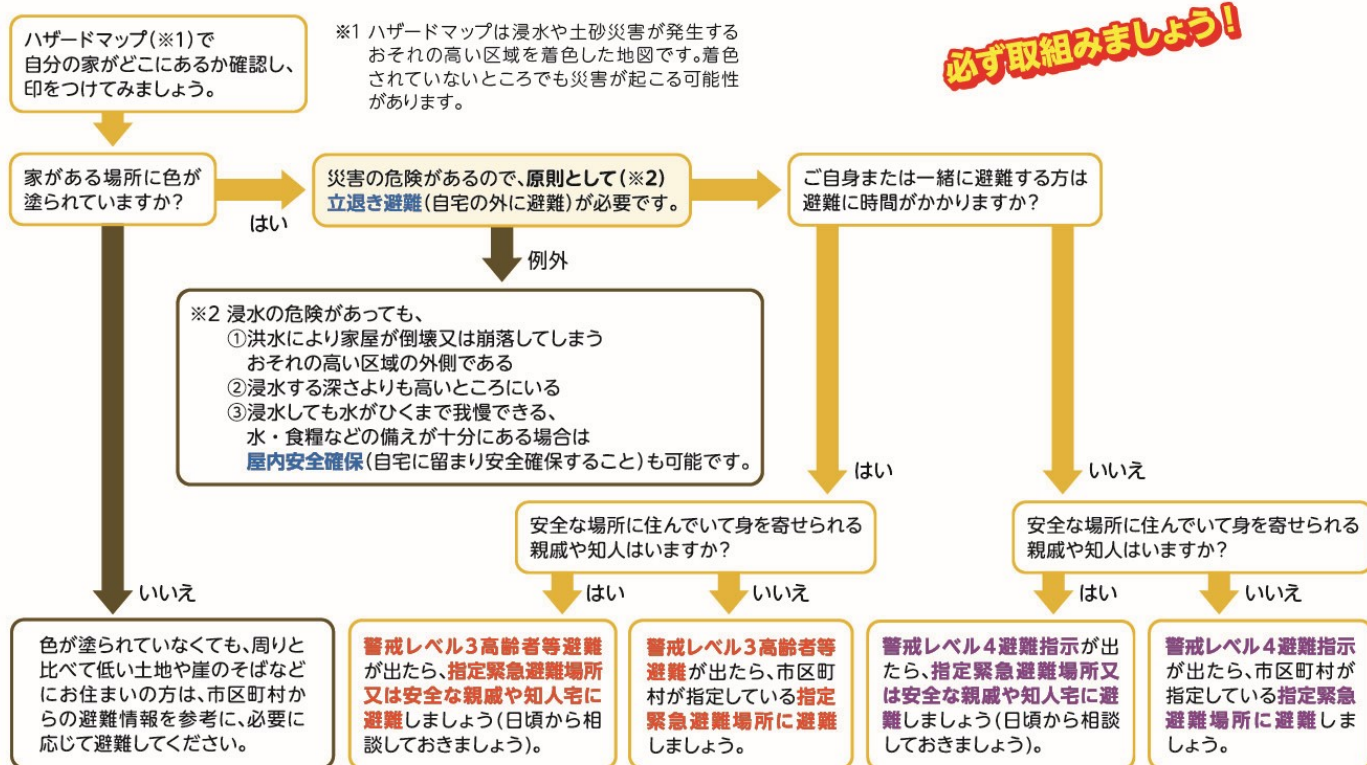 ハザードマップ(※1)で
自分の家がどこにあるか確認し、
印をつけてみましょう。
※1 ハザードマップは浸水や土砂災害が発生する
おそれの高い区域を着色した地図です。着色
されていないところでも災害が起こる可能性
があります。
必ず取組みましょう！
家がある場所に色が
塗られていますか？
はい
災害の危険があるので、原則として(※2)
立退き避難(自宅の外に避難)が必要です。
ご自身または一緒に避難する方は
避難に時間がかかりますか？
例外
※2 浸水の危険があっても、
①洪水により家屋が倒壊又は崩落してしまう
おそれの高い区域の外側である
②浸水する深さよりも高いところにいる
③浸水しても水がひくまで我慢できる、
水・食糧などの備えが十分にある場合は
屋内安全確保(自宅に留まり安全確保すること)も可能です。
はい
いいえ
安全な場所に住んでいて身を寄せられる
親戚や知人はいますか？
安全な場所に住んでいて身を寄せられる
親戚や知人はいますか？
いいえ
はい
いいえ
はい
いいえ
色が塗られていなくても、周りと
比べて低い土地や崖のそばなど
にお住まいの方は、市区町村か
らの避難情報を参考に、必要に
応じて避難してください。
警戒レベル3高齢者等避難
が出たら、指定緊急避難場所
又は安全な親戚や知人宅に
避難しましょう(日頃から相
談しておきましょう)。
警戒レベル3高齢者等
避難が出たら、市区町
村が指定している指定
緊急避難場所に避難
しましょう。
警戒レベル4避難指示が出
たら、指定緊急避難場所又
は安全な親戚や知人宅に避
難しましょう(日頃から相談
しておきましょう)。
警戒レベル4避難指示
が出たら、市区町村が
指定している指定緊急
避難場所に避難しま
しょう。